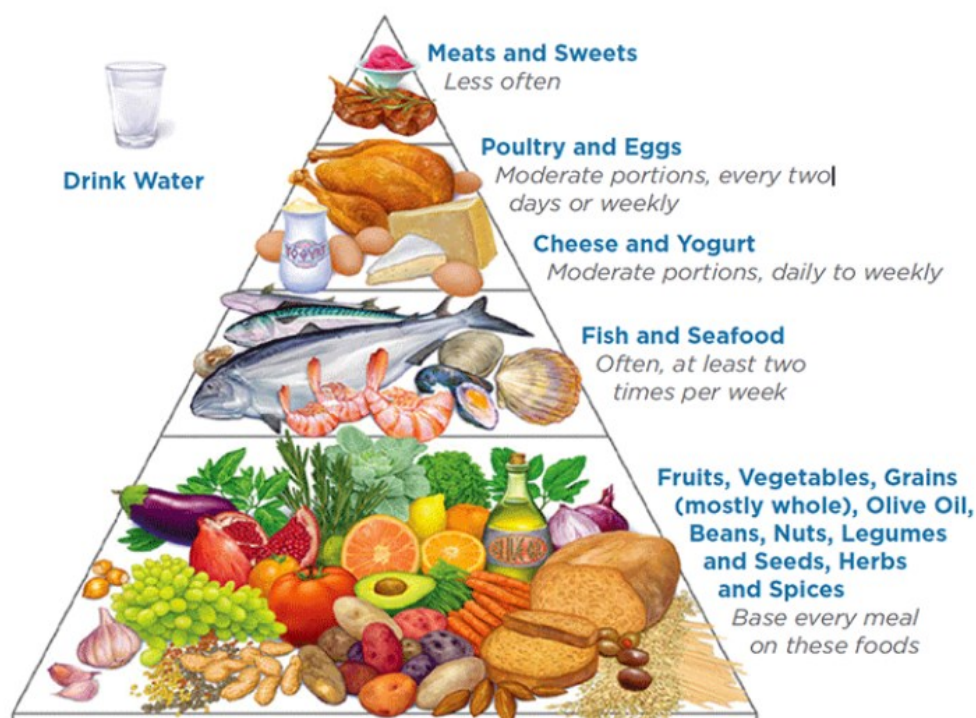 Meats and Sweets
Less often
Drink Water
Poultry and Eggs
Moderate portions, every two
days or weekly
Cheese and Yogurt
Moderate portions, daily to weekly
Fish and Seafood
Often, at least two
times per week
Fruits, Vegetables, Grains
(mostly whole), Olive Oil,
Beans, Nuts, Legumes
and Seeds, Herbs
and Spices
Base every meal
on these foods